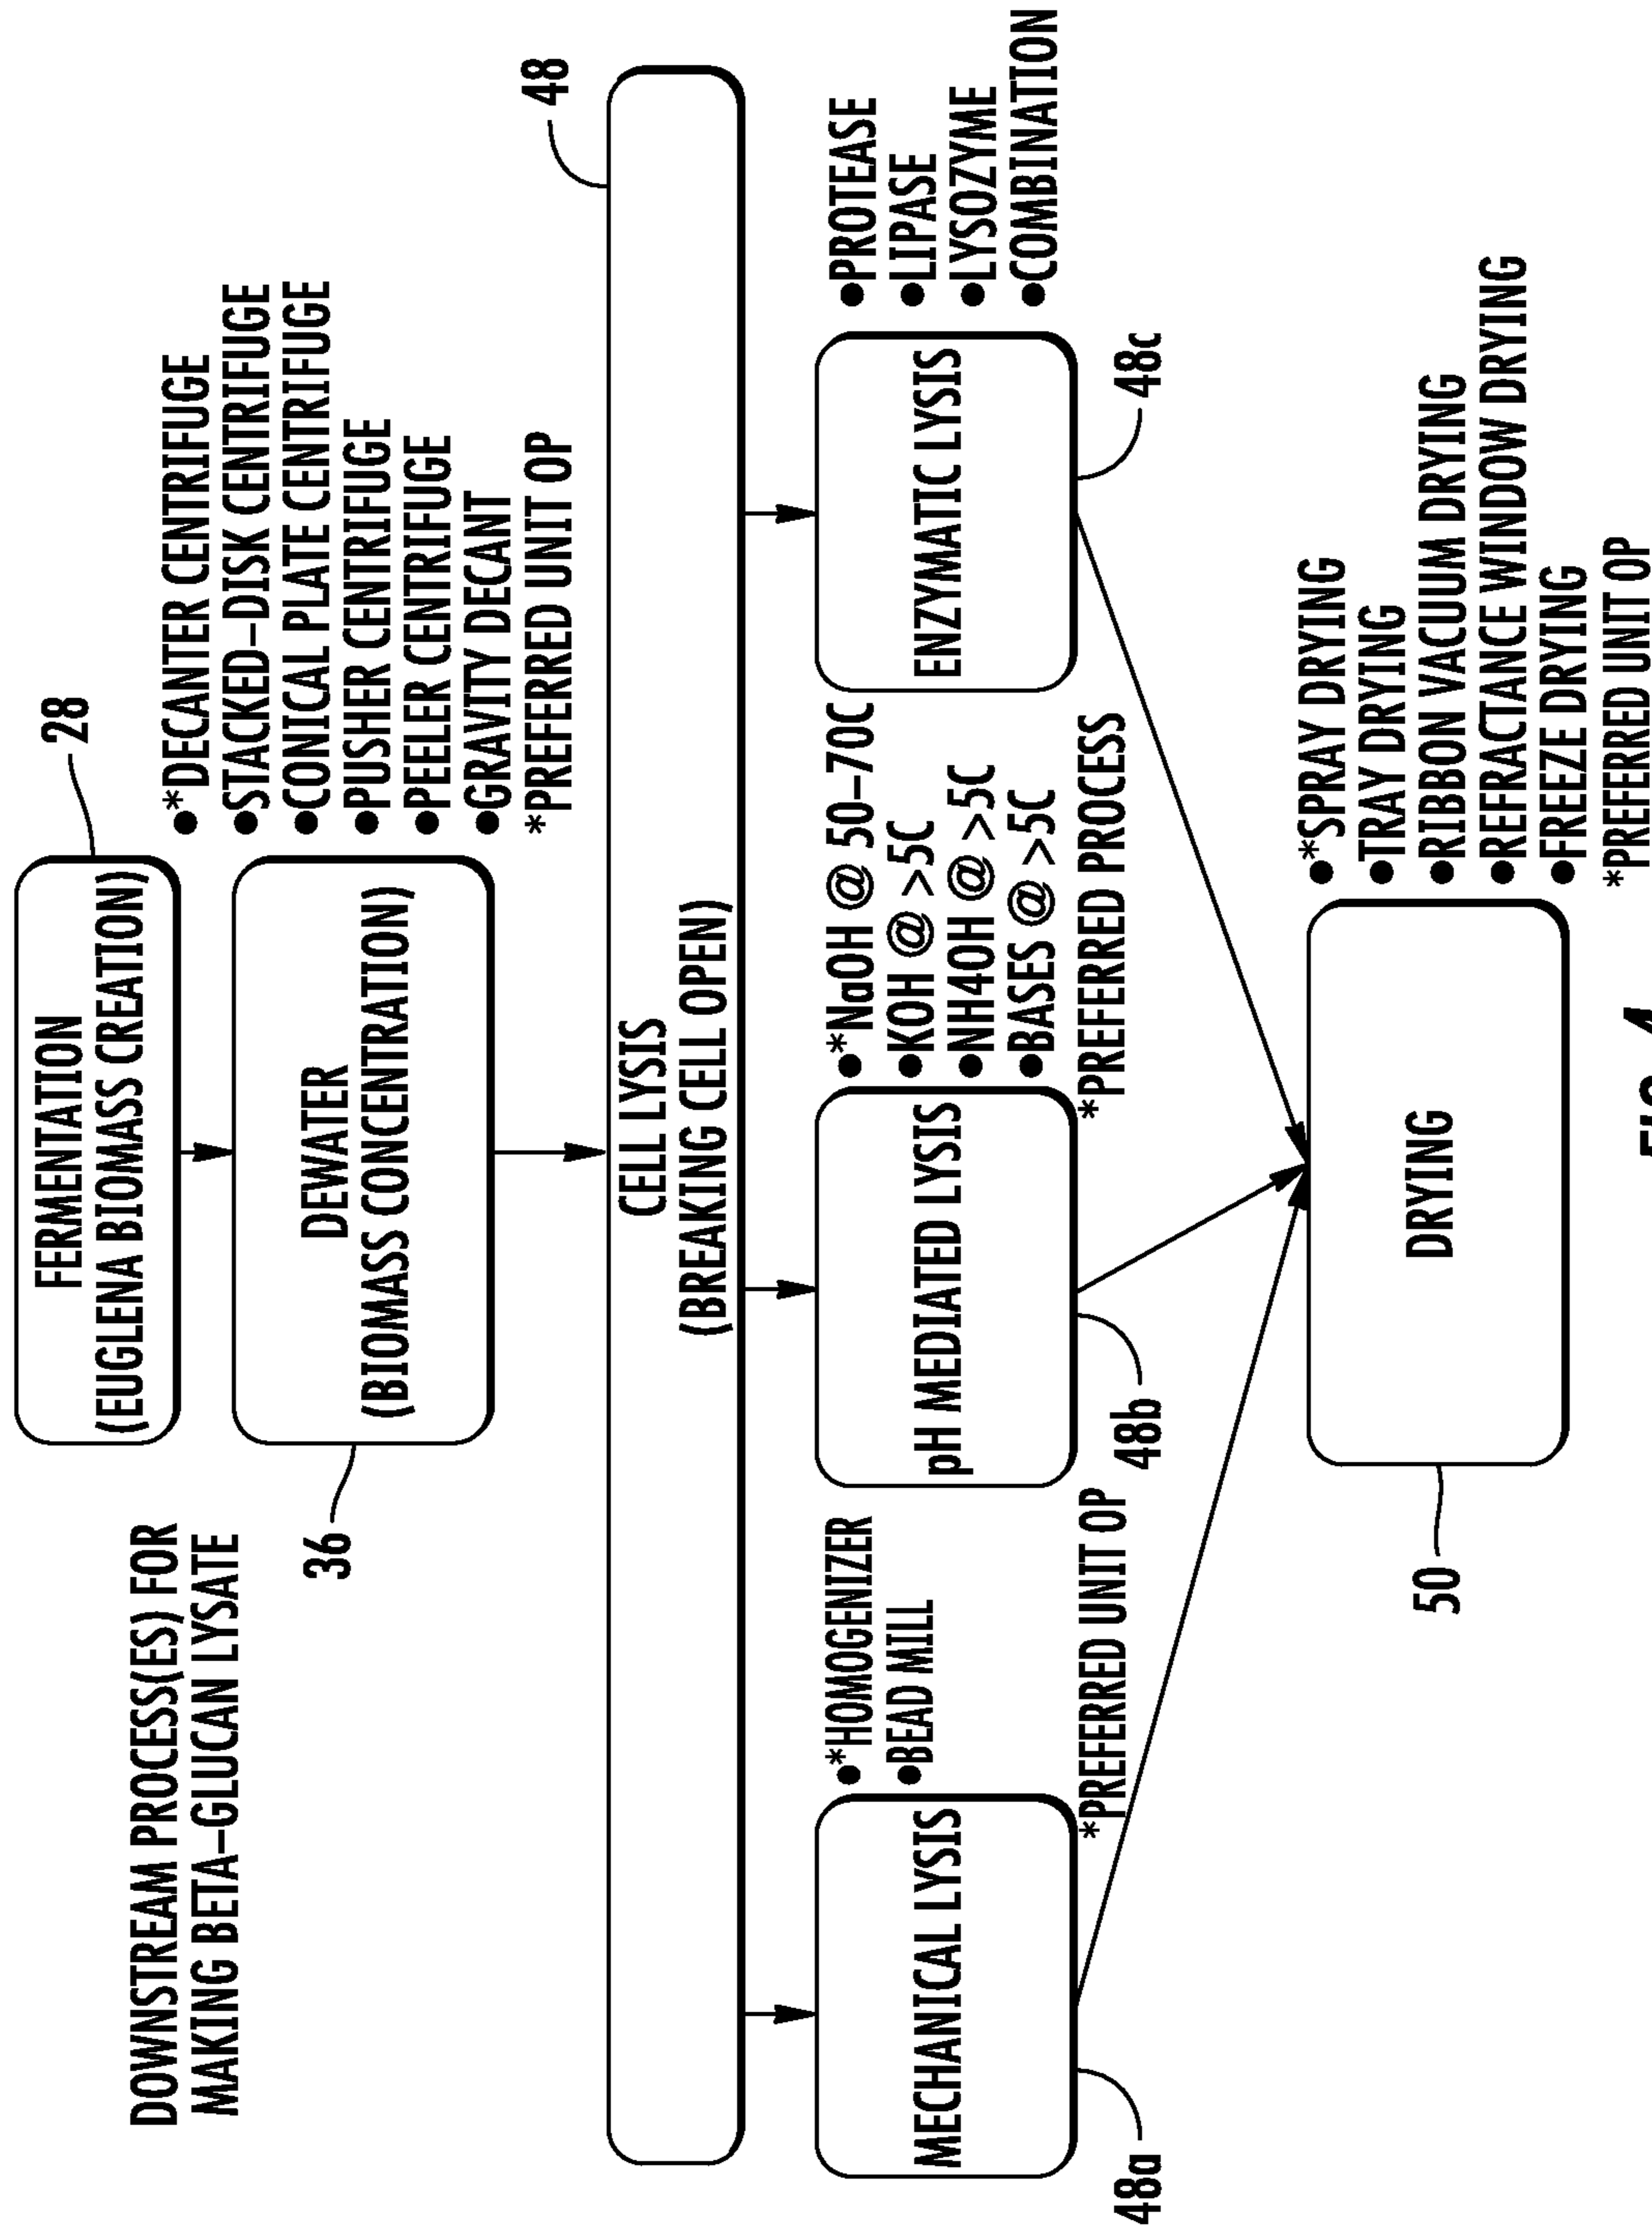 DOWNSTREAM PROCESS(ES) FOR
MAKING BETA-GLUCAN LYSATE
FERMENTATION
(EUGLENA BIOMASS CREATION)
28
DEWATER
(BIOMASS CONCENTRATION)
36
●*DECANTER CENTRIFUGE
●STACKED-DISK CENTRIFUGE
●CONICAL PLATE CENTRIFUGE
●PUSHER CENTRIFUGE
●PEELER CENTRIFUGE
●GRAVITY DECANT
*PREFERRED UNIT OP
48
CELL LYSIS
(BREAKING CELL OPEN)
MECHANICAL LYSIS
48a
●*HOMOGENIZER
●BEAD MILL
*PREFERRED UNIT OP
pH MEDIATED LYSIS
48b
●*NaOH @ 50-70C
●KOH @ >5C
●NH4OH @ >5C
●BASES @ >5C
*PREFERRED PROCESS
ENZYMATIC LYSIS
48c
●PROTEASE
●LIPASE
●LYSOZYME
●COMBINATION
DRYING
50
●*SPRAY DRYING
●TRAY DRYING
●RIBBON VACUUM DRYING
●REFRACTANCE WINDOW DRYING
●FREEZE DRYING
*PREFERRED UNIT OP